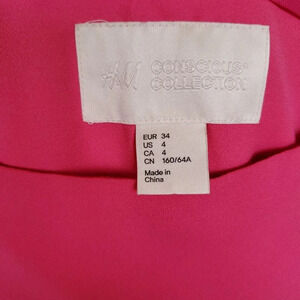 H&M CONSCIOUS
COLLECTION
EUR 34
US 4
CA 4
CN 160/64A
Made in
China